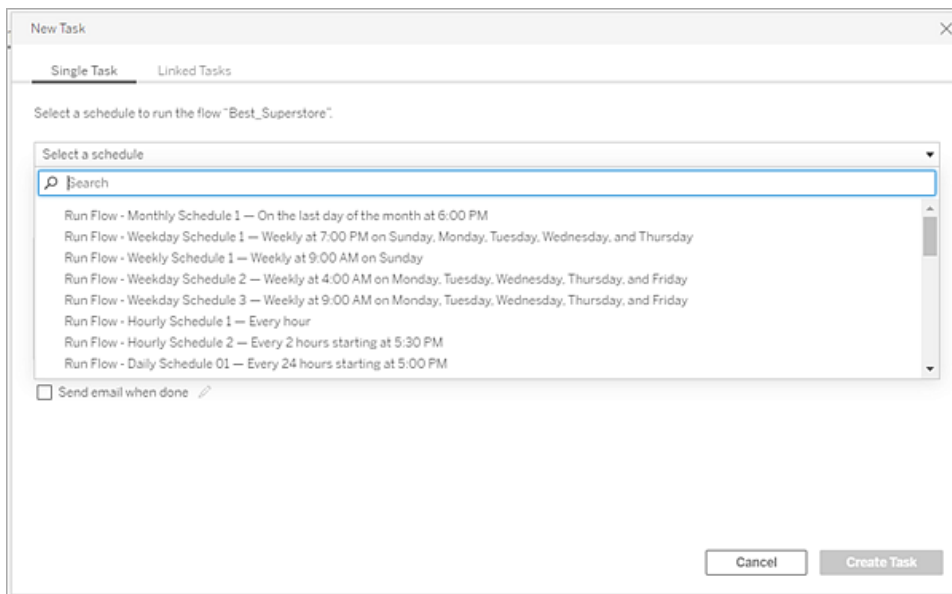 New Task
Single Task Linked Tasks
Select a schedule to run the flow "Best_Superstore".
Select a schedule
Search
Run Flow - Monthly Schedule 1 — On the last day of the month at 6:00 PM
Run Flow - Weekday Schedule 1 — Weekly at 7:00 PM on Sunday, Monday, Tuesday, Wednesday, and Thursday
Run Flow - Weekly Schedule 1 — Weekly at 9:00 AM on Sunday
Run Flow - Weekday Schedule 2 — Weekly at 4:00 AM on Monday, Tuesday, Wednesday, Thursday, and Friday
Run Flow - Weekday Schedule 3 — Weekly at 9:00 AM on Monday, Tuesday, Wednesday, Thursday, and Friday
Run Flow - Hourly Schedule 1 — Every hour
Run Flow - Hourly Schedule 2 — Every 2 hours starting at 5:30 PM
Run Flow - Daily Schedule 01 — Every 24 hours starting at 5:00 PM
Send email when done
Cancel Create Task